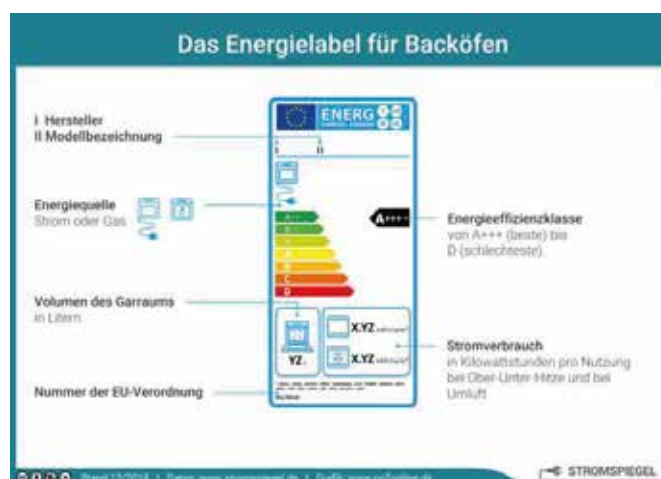 Das Energielabel für Backöfen
I Hersteller
II Modellbezeichnung
ENERG
I II
Energiequelle
Strom oder Gas
A+++
D
Energieeffizienzklasse
von A+++ (beste) bis
D (schlechteste)
Volumen des Garraums
in Litern
YZ
X.YZ
X.YZ
Stromverbrauch
in Kilowattstunden pro Nutzung
bei Ober-Unter-Hitze und bei
Umluft
Nummer der EU-Verordnung
STROMSPIEGEL